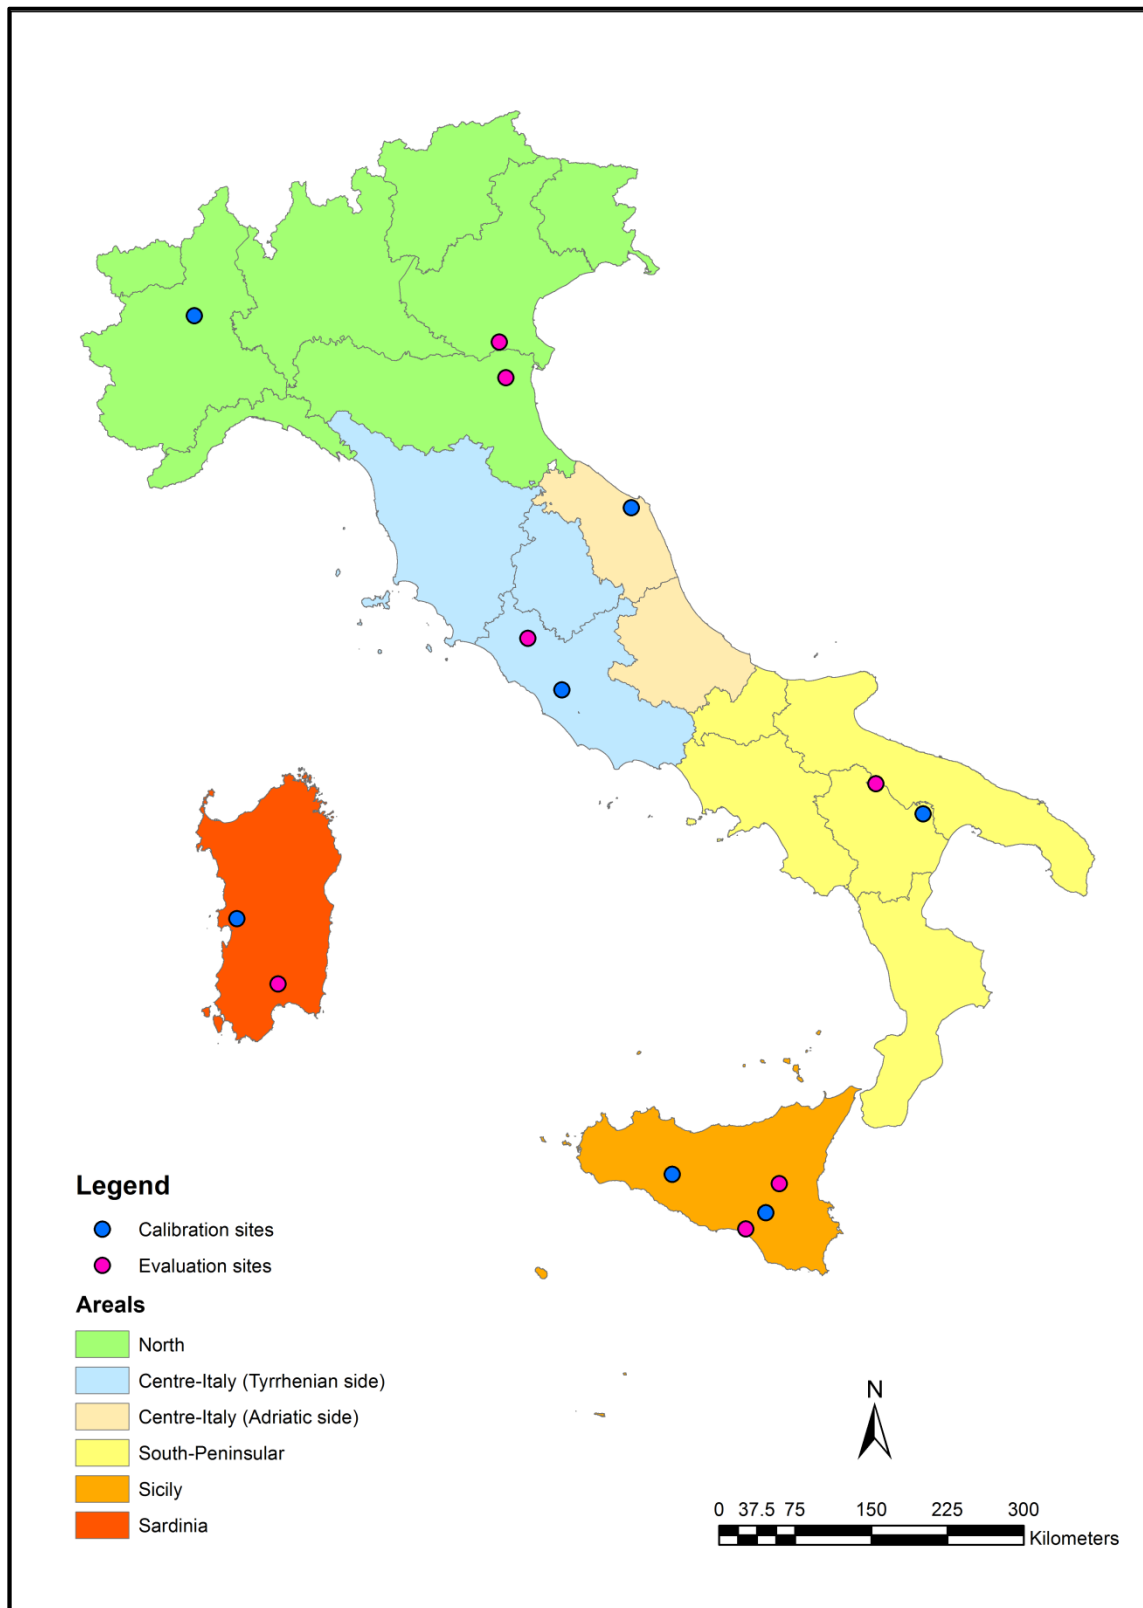 Legend
Calibration sites
Evaluation sites
Areals
North
Centre-Italy (Tyrrhenian side)
Centre-Italy (Adriatic side)
South-Peninsular
Sicily
Sardinia
N
0 37.5 75 150 225 300
Kilometers